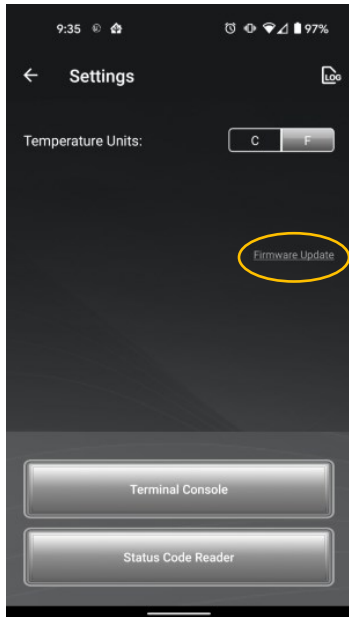 9:35 97%
← Settings LOG
Temperature Units: C F
Firmware Update
Terminal Console
Status Code Reader